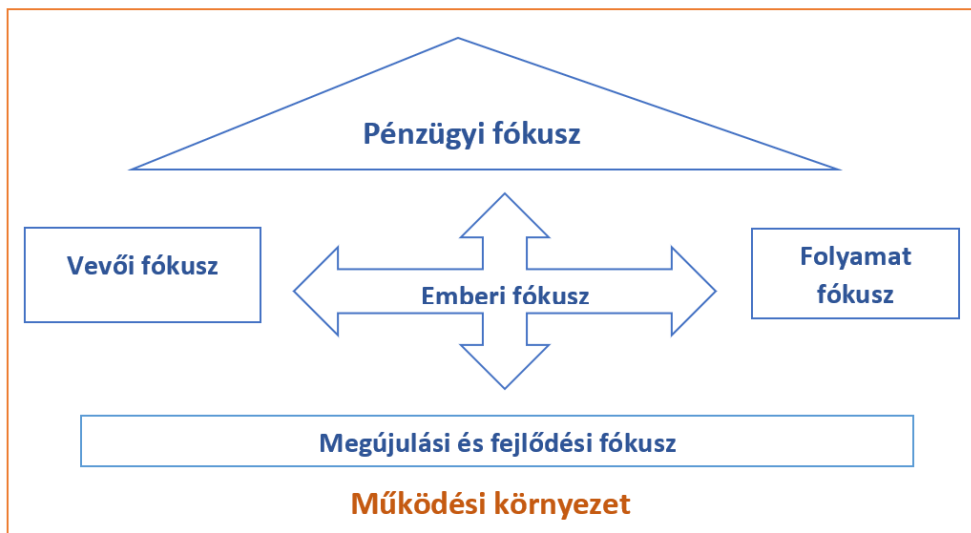 Pénzügyi fókusz
Vevői fókusz
Emberi fókusz
Folyamat
fókusz
Megújulási és fejlődési fókusz
Működési környezet